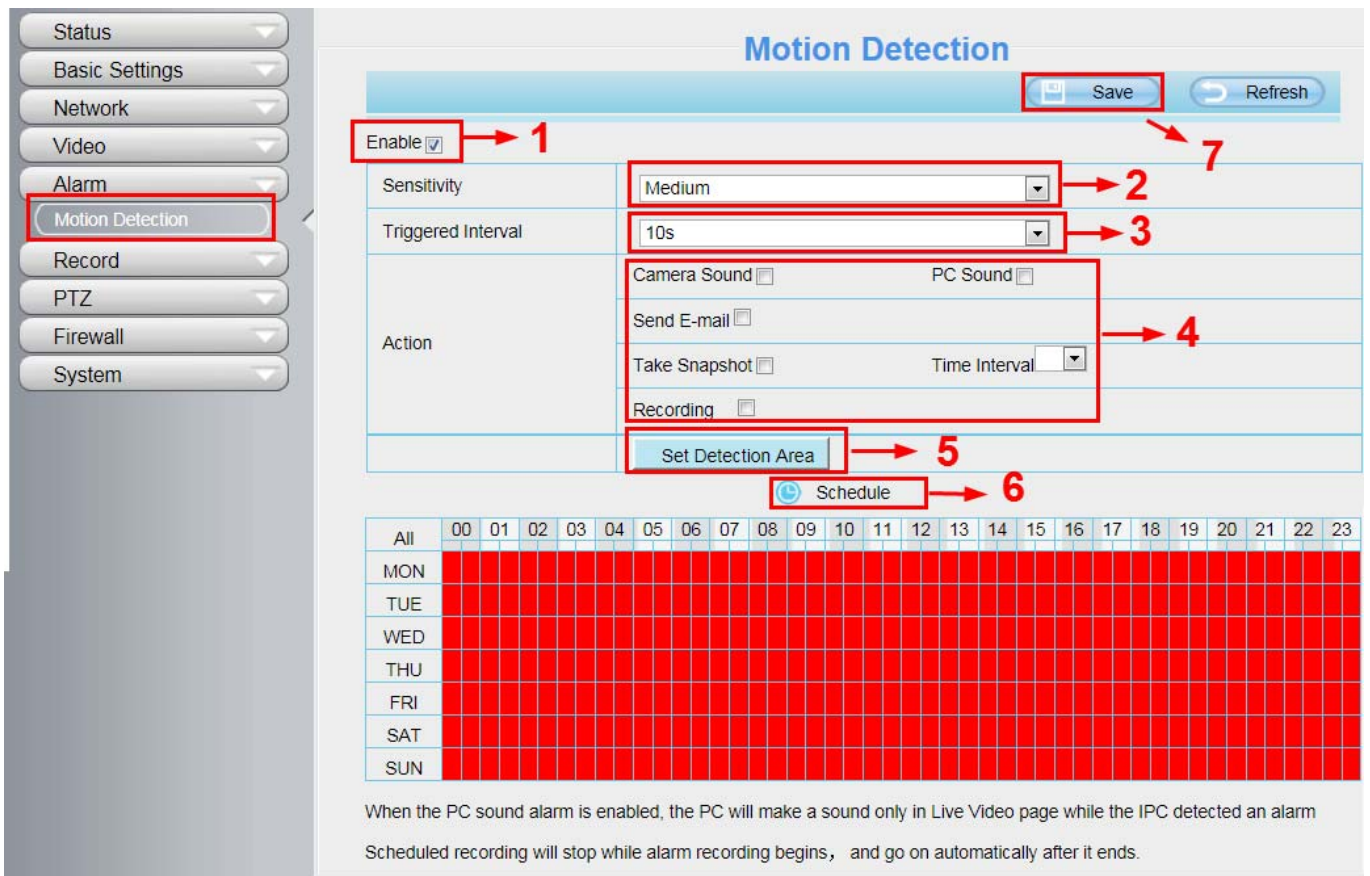 Status
Basic Settings
Network
Video
Alarm
Motion Detection
Record
PTZ
Firewall
System
Motion Detection
Save Refresh
7
Enable 1
Sensitivity Medium 2
Triggered Interval 10s 3
Action
Camera Sound PC Sound
Send E-mail
4
Take Snapshot Time Interval
Recording
Set Detection Area 5
Schedule 6
All 00 01 02 03 04 05 06 07 08 09 10 11 12 13 14 15 16 17 18 19 20 21 22 23
MON
TUE
WED
THU
FRI
SAT
SUN
When the PC sound alarm is enabled, the PC will make a sound only in Live Video page while the IPC detected an alarm
Scheduled recording will stop while alarm recording begins， and go on automatically after it ends.